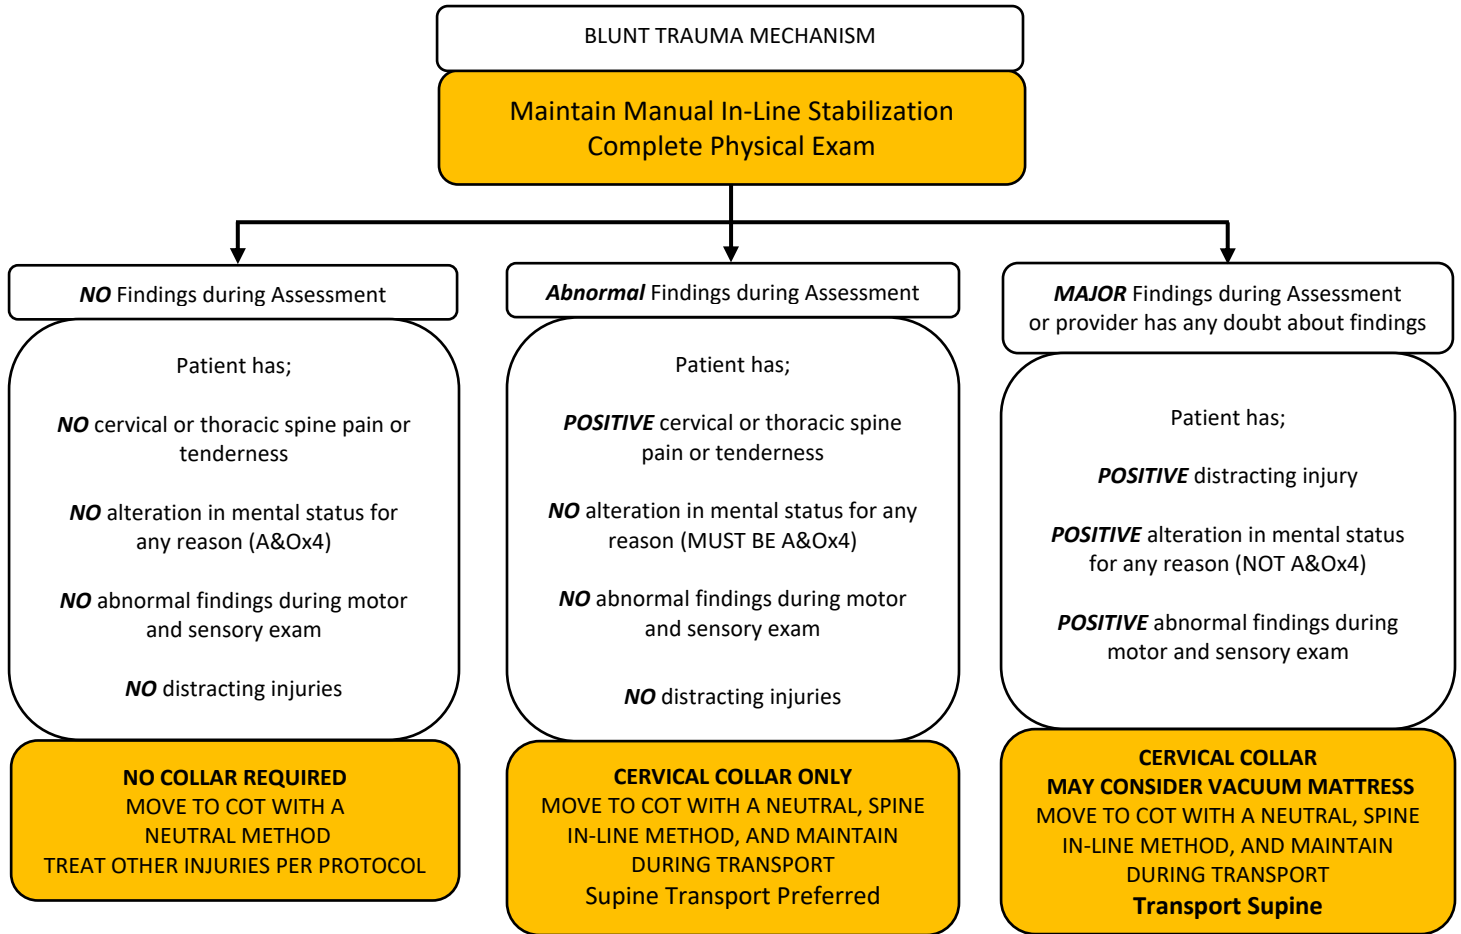 BLUNT TRAUMA MECHANISM
Maintain Manual In-Line Stabilization
Complete Physical Exam
NO Findings during Assessment
Patient has;
NO cervical or thoracic spine pain or
tenderness
NO alteration in mental status for
any reason (A&Ox4)
NO abnormal findings during motor
and sensory exam
NO distracting injuries
NO COLLAR REQUIRED
MOVE TO COT WITH A
NEUTRAL METHOD
TREAT OTHER INJURIES PER PROTOCOL
Abnormal Findings during Assessment
Patient has;
POSITIVE cervical or thoracic spine
pain or tenderness
NO alteration in mental status for any
reason (MUST BE A&Ox4)
NO abnormal findings during motor
and sensory exam
NO distracting injuries
CERVICAL COLLAR ONLY
MOVE TO COT WITH A NEUTRAL, SPINE
IN-LINE METHOD, AND MAINTAIN
DURING TRANSPORT
Supine Transport Preferred
MAJOR Findings during Assessment
or provider has any doubt about findings
Patient has;
POSITIVE distracting injury
POSITIVE alteration in mental status
for any reason (NOT A&Ox4)
POSITIVE abnormal findings during
motor and sensory exam
CERVICAL COLLAR
MAY CONSIDER VACUUM MATTRESS
MOVE TO COT WITH A NEUTRAL, SPINE
IN-LINE METHOD, AND MAINTAIN
DURING TRANSPORT
Transport Supine